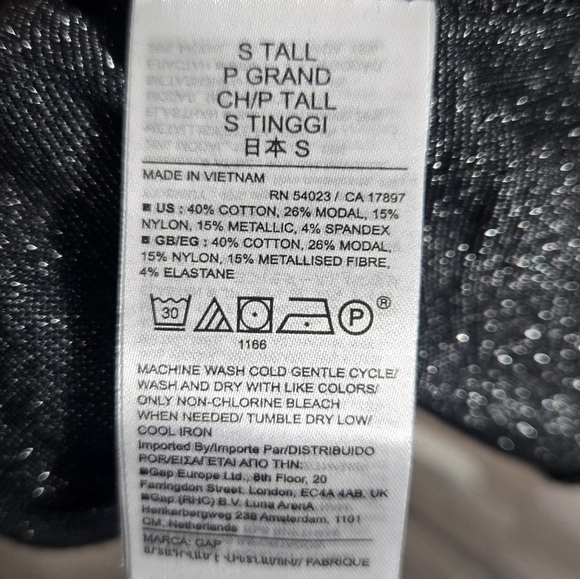 S TALL
P GRAND
CH/P TALL
S TINGGI
日本 S
MADE IN VIETNAM
RN 54023 / CA 17897
US : 40% COTTON, 26% MODAL, 15%
NYLON, 15% METALLIC, 4% SPANDEX
GB/EG : 40% COTTON, 26% MODAL,
15% NYLON, 15% METALLISED FIBRE,
4% ELASTANE
30 P ®
1166
MACHINE WASH COLD GENTLE CYCLE/
WASH AND DRY WITH LIKE COLORS/
ONLY NON-CHLORINE BLEACH
WHEN NEEDED/ TUMBLE DRY LOW/
COOL IRON
Imported By/Importe Par/DISTRIBUIDO
POR/ΕΙΣΑΓΕΤΑΙ ΑΠΟ ΤΗΝ:
Gap Europe Ltd., 8th Floor, 20
Farringdon Street, London, EC4A 4AB, UK
Gap (RHC) B.V. Luna ArenA
Herikerbergweg 238 Amsterdam, 1101
CM, Netherlands
MARCA: GAP
FABRIQUE